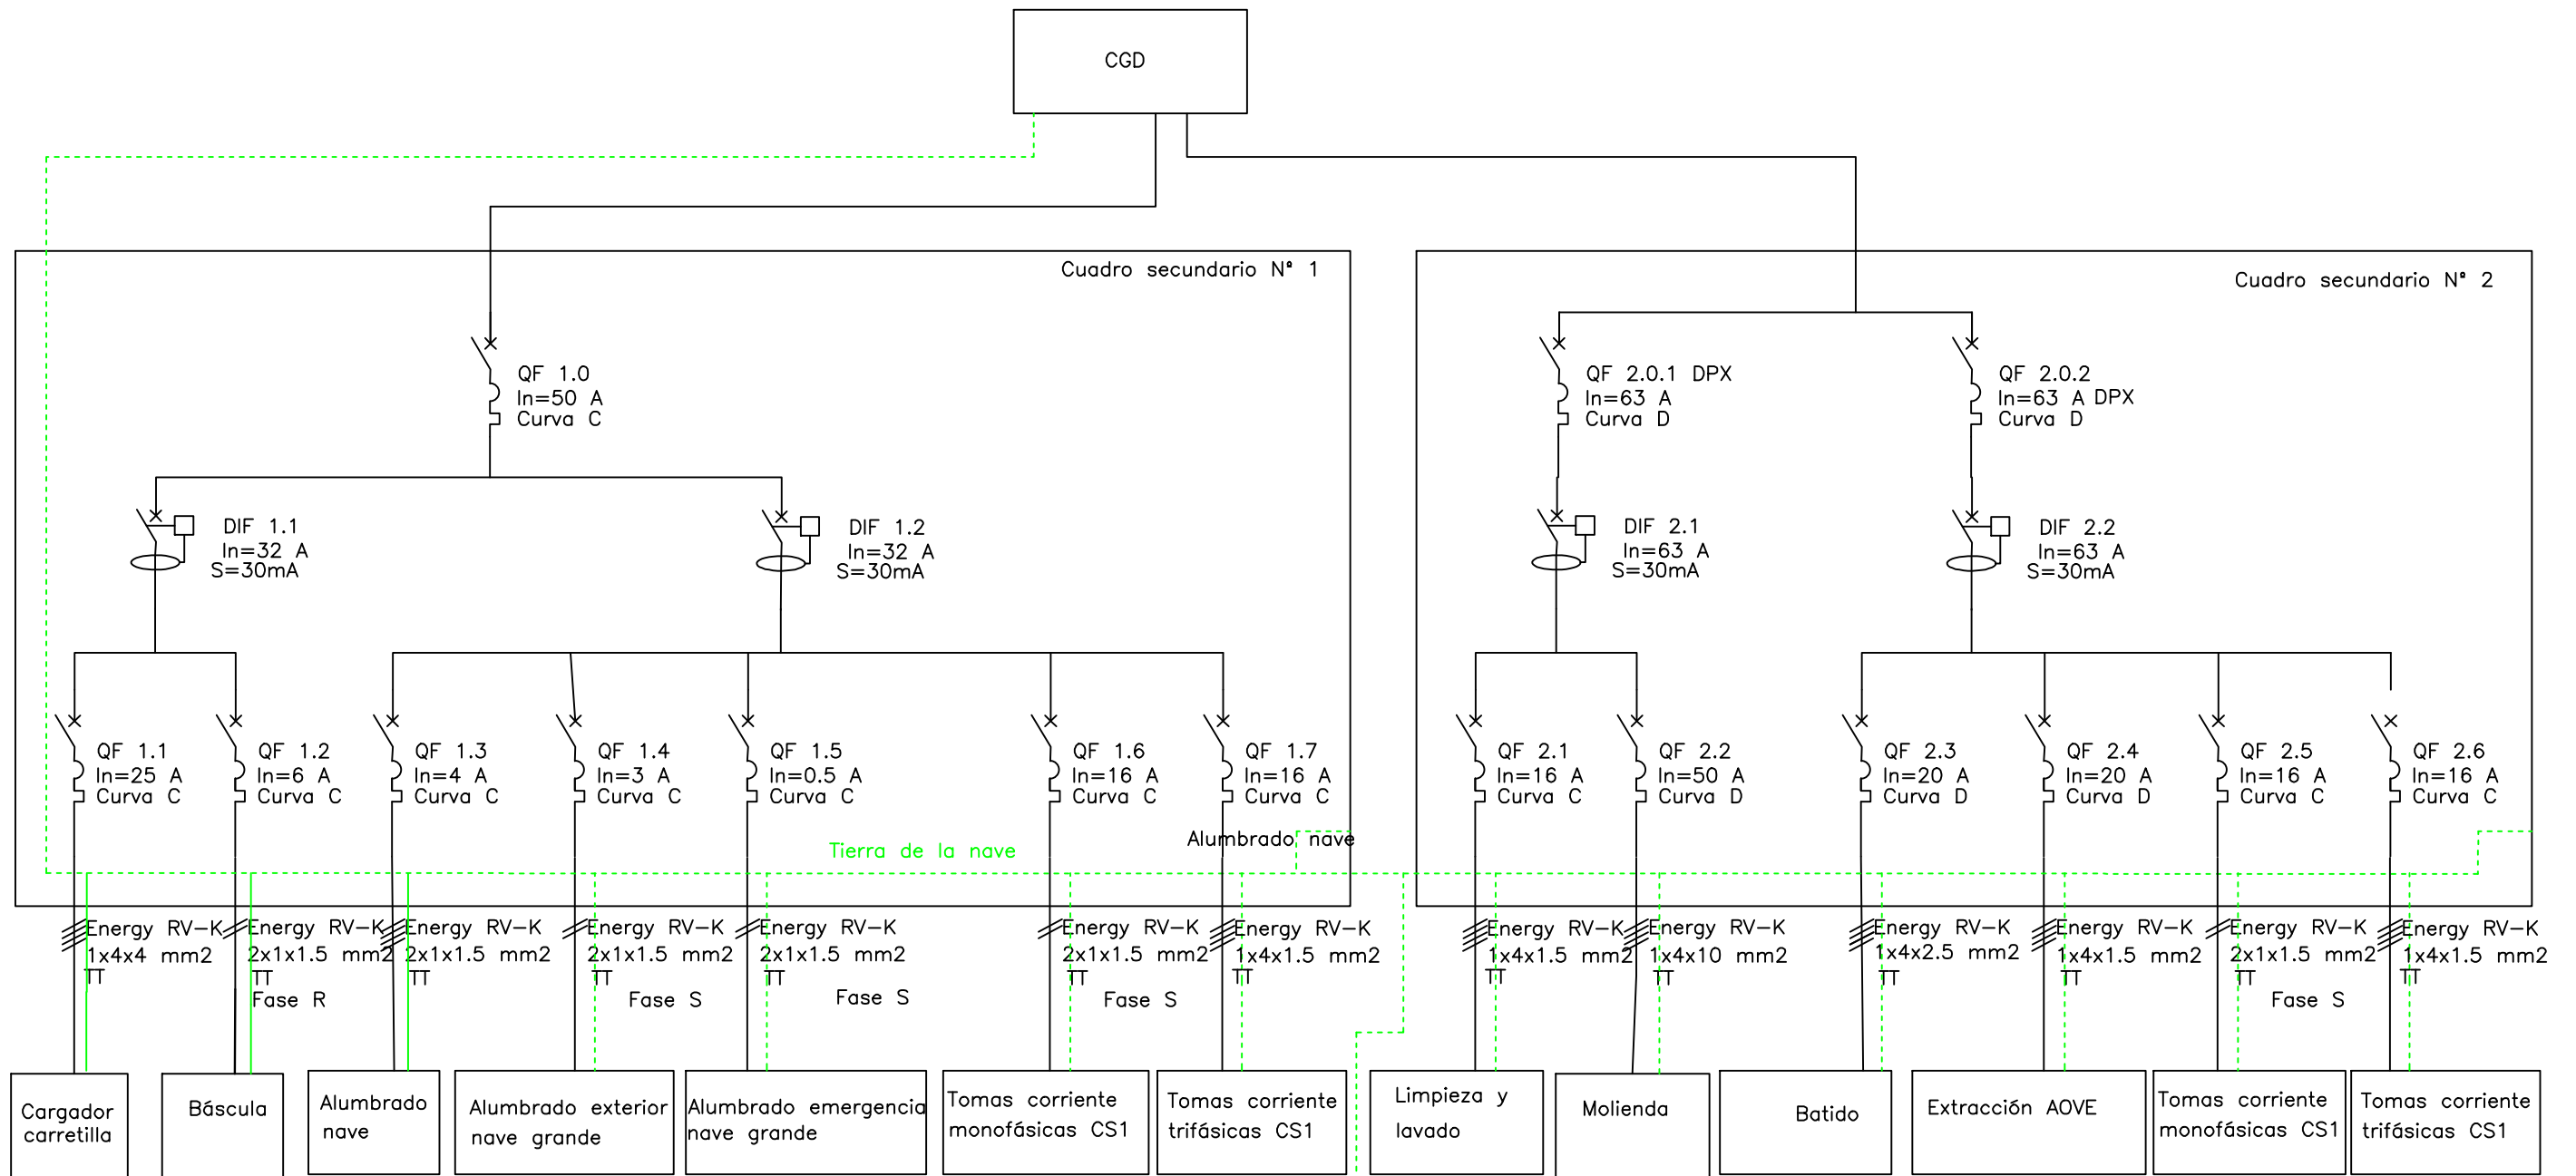 CGD
Cuadro secundario Nº 1
Cuadro secundario Nº 2
QF 1.0
In=50 A
Curva C
QF 2.0.1 DPX
In=63 A
Curva D
QF 2.0.2
In=63 A DPX
Curva D
DIF 1.1
In=32 A
S=30mA
DIF 1.2
In=32 A
S=30mA
DIF 2.1
In=63 A
S=30mA
DIF 2.2
In=63 A
S=30mA
QF 1.1
In=25 A
Curva C
QF 1.2
In=6 A
Curva C
QF 1.3
In=4 A
Curva C
QF 1.4
In=3 A
Curva C
QF 1.5
In=0.5 A
Curva C
QF 1.6
In=16 A
Curva C
QF 1.7
In=16 A
Curva C
QF 2.1
In=16 A
Curva C
QF 2.2
In=50 A
Curva D
QF 2.3
In=20 A
Curva D
QF 2.4
In=20 A
Curva D
QF 2.5
In=16 A
Curva C
QF 2.6
In=16 A
Curva C
Tierra de la nave
Alumbrado nave
Energy RV-K
1x4x4 mm2
TT
Energy RV-K
2x1x1.5 mm2
TT
Fase R
Energy RV-K
2x1x1.5 mm2
TT
Energy RV-K
2x1x1.5 mm2
TT
Fase S
Energy RV-K
2x1x1.5 mm2
TT
Fase S
Energy RV-K
2x1x1.5 mm2
TT
Fase S
Energy RV-K
1x4x1.5 mm2
TT
Energy RV-K
1x4x1.5 mm2
TT
Energy RV-K
1x4x10 mm2
TT
Energy RV-K
1x4x2.5 mm2
TT
Energy RV-K
1x4x1.5 mm2
TT
Energy RV-K
2x1x1.5 mm2
TT
Fase S
Energy RV-K
1x4x1.5 mm2
TT
Cargador
carretilla
Báscula
Alumbrado
nave
Alumbrado exterior
nave grande
Alumbrado emergencia
nave grande
Tomas corriente
monofásicas CS1
Tomas corriente
trifásicas CS1
Limpieza y
lavado
Molienda
Batido
Extracción AOVE
Tomas corriente
monofásicas CS1
Tomas corriente
trifásicas CS1